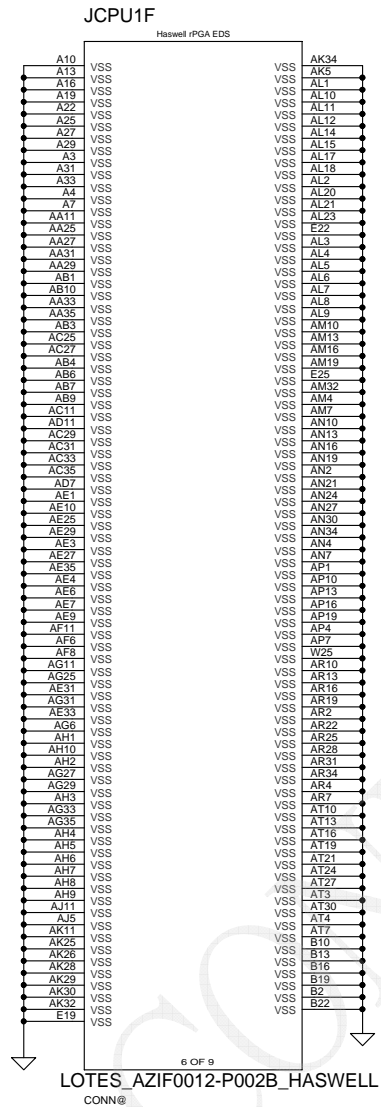 JCPU1F
Haswell rPGA EDS
A10 VSS VSS AK34
A13 VSS VSS AK5
A16 VSS VSS AL1
A19 VSS VSS AL10
A22 VSS VSS AL11
A25 VSS VSS AL12
A27 VSS VSS AL14
A29 VSS VSS AL15
A3 VSS VSS AL17
A31 VSS VSS AL18
A33 VSS VSS AL2
A4 VSS VSS AL20
A7 VSS VSS AL21
AA11 VSS VSS AL23
AA25 VSS VSS E22
AA27 VSS VSS AL3
AA31 VSS VSS AL4
AA29 VSS VSS AL5
AB1 VSS VSS AL6
AB10 VSS VSS AL7
AA33 VSS VSS AL8
AA35 VSS VSS AL9
AB3 VSS VSS AM10
AC25 VSS VSS AM13
AC27 VSS VSS AM16
AB4 VSS VSS AM19
AB6 VSS VSS E25
AB7 VSS VSS AM32
AB9 VSS VSS AM4
AC11 VSS VSS AM7
AD11 VSS VSS AN10
AC29 VSS VSS AN13
AC31 VSS VSS AN16
AC33 VSS VSS AN19
AC35 VSS VSS AN2
AD7 VSS VSS AN21
AE1 VSS VSS AN24
AE10 VSS VSS AN27
AE25 VSS VSS AN30
AE29 VSS VSS AN34
AE3 VSS VSS AN4
AE27 VSS VSS AN7
AE35 VSS VSS AP1
AE4 VSS VSS AP10
AE6 VSS VSS AP13
AE7 VSS VSS AP16
AE9 VSS VSS AP19
AF11 VSS VSS AP4
AF6 VSS VSS AP7
AF8 VSS VSS W25
AG11 VSS VSS AR10
AG25 VSS VSS AR13
AE31 VSS VSS AR16
AG31 VSS VSS AR19
AE33 VSS VSS AR2
AG6 VSS VSS AR22
AH1 VSS VSS AR25
AH10 VSS VSS AR28
AH2 VSS VSS AR31
AG27 VSS VSS AR34
AG29 VSS VSS AR4
AH3 VSS VSS AR7
AG33 VSS VSS AT10
AG35 VSS VSS AT13
AH4 VSS VSS AT16
AH5 VSS VSS AT19
AH6 VSS VSS AT21
AH7 VSS VSS AT24
AH8 VSS VSS AT27
AH9 VSS VSS AT3
AJ11 VSS VSS AT30
AJ5 VSS VSS AT4
AK11 VSS VSS AT7
AK25 VSS VSS B10
AK26 VSS VSS B13
AK28 VSS VSS B16
AK29 VSS VSS B19
AK30 VSS VSS B2
AK32 VSS VSS B22
E19 VSS
6 OF 9
LOTES_AZIF0012-P002B_HASWELL
CONN@